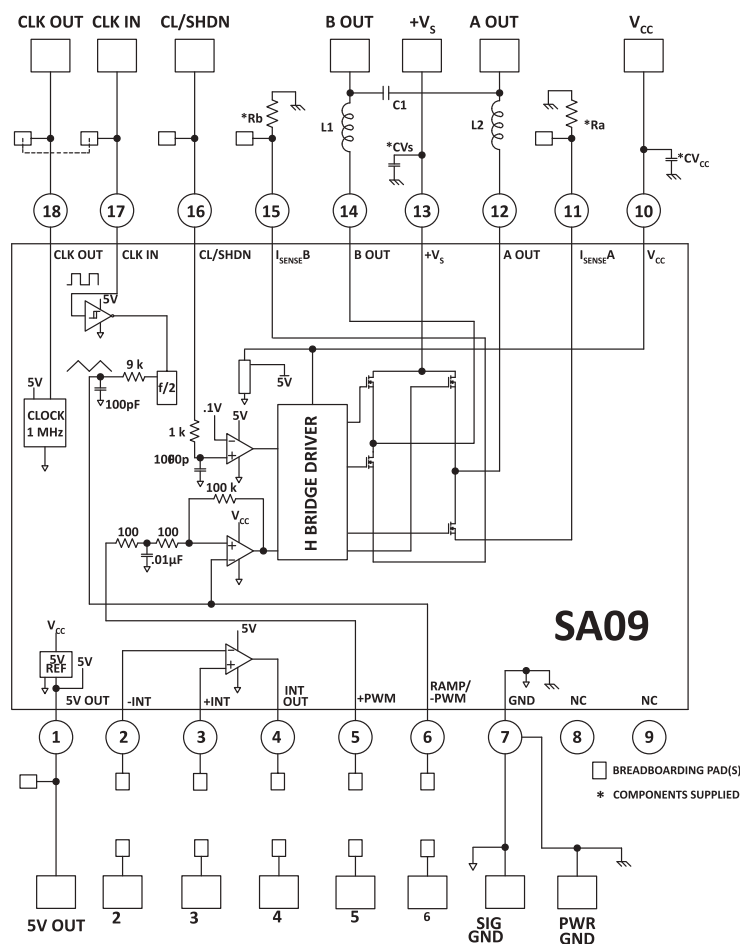 CLK OUT CLK IN CL/SHDN B OUT +VS A OUT VCC
*Rb
C1
*Ra
L1
L2
*CVs
*CVCC
18 17 16 15 14 13 12 11 10
CLK OUT CLK IN CL/SHDN ISENSEB B OUT +VS A OUT ISENSEA VCC
5V
9 k
f/2
5V
5V
100pF
CLOCK
1 MHz
.1V
5V
1 k
H BRIDGE DRIVER
100 k
VCC
100 100
.01µF
SA09
VCC
5V
REF
5V
5V
5V OUT -INT +INT INT
OUT
+PWM RAMP/
-PWM
GND NC NC
1 2 3 4 5 6 7 8 9
BREADBOARDING PAD(S)
* COMPONENTS SUPPLIED
5V OUT 2 3 4 5 6 SIG
GND
PWR
GND